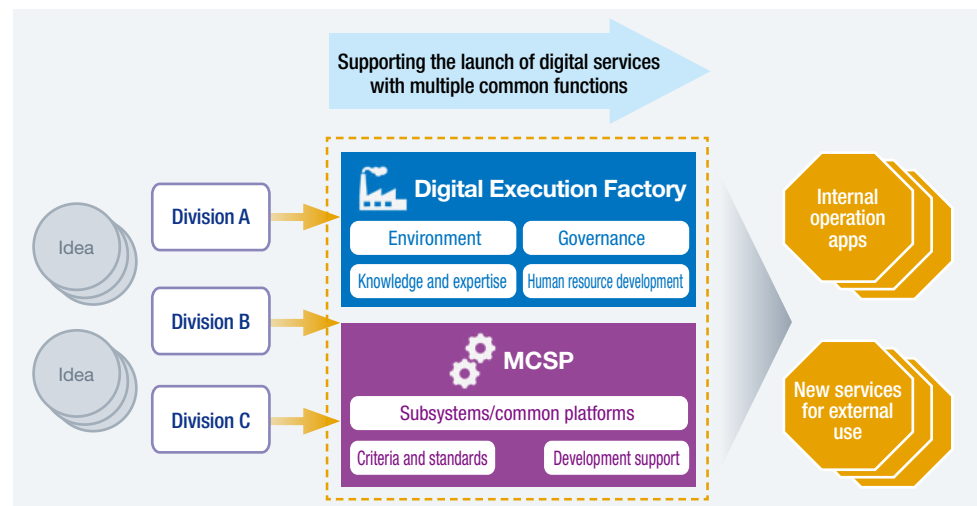 Supporting the launch of digital services
with multiple common functions
Idea
Idea
Division A
Division B
Division C
Digital Execution Factory
Environment
Governance
Knowledge and expertise
Human resource development
MCSP
Subsystems/common platforms
Criteria and standards
Development support
Internal
operation
apps
New services
for external
use